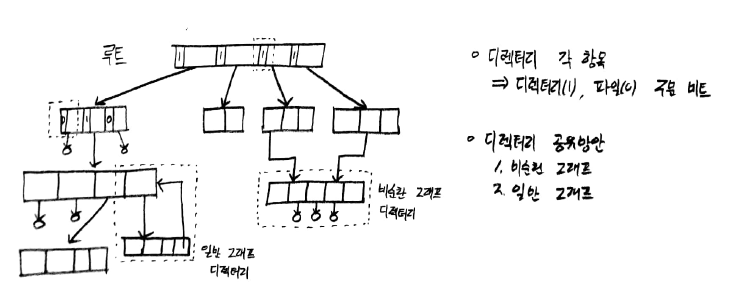 루트
○ 디렉터리 각 항목
⇒ 디렉터리(1), 파일(0) 구분 비트
○ 디렉터리 공유방안
1. 비순환 그래프
2. 일반 그래프
0 1 0
비순환 그래프
디렉터리
일반 그래프
디렉터리